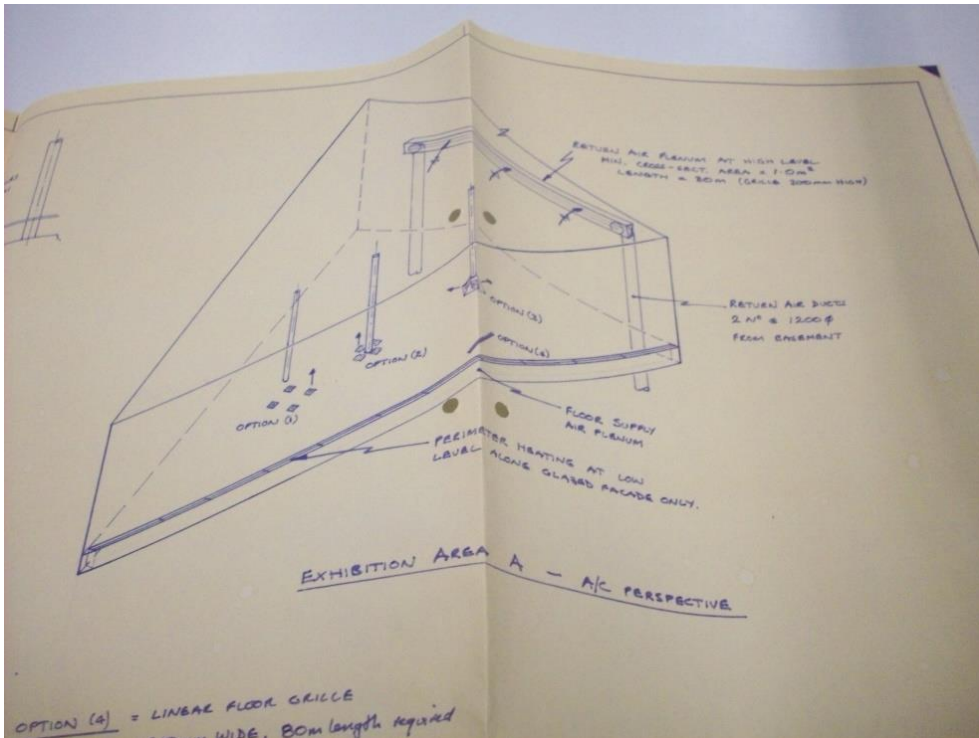 RETURN AIR PLENUM AT HIGH LEVEL
MIN. CROSS-SECT. AREA = 1.0m²
LENGTH = 30m (GRILLE 300mm HIGH)
OPTION (3)
RETURN AIR DUCTS
2 Nº @ 1200 φ
FROM BASEMENT
OPTION (2)
OPTION (4)
OPTION (1)
FLOOR SUPPLY
AIR PLENUM
PERIMETER HEATING AT LOW
LEVEL ALONG GLAZED FACADE ONLY.
EXHIBITION AREA A - A/C PERSPECTIVE
OPTION (4) = LINEAR FLOOR GRILLE
WIDE, 80m length required